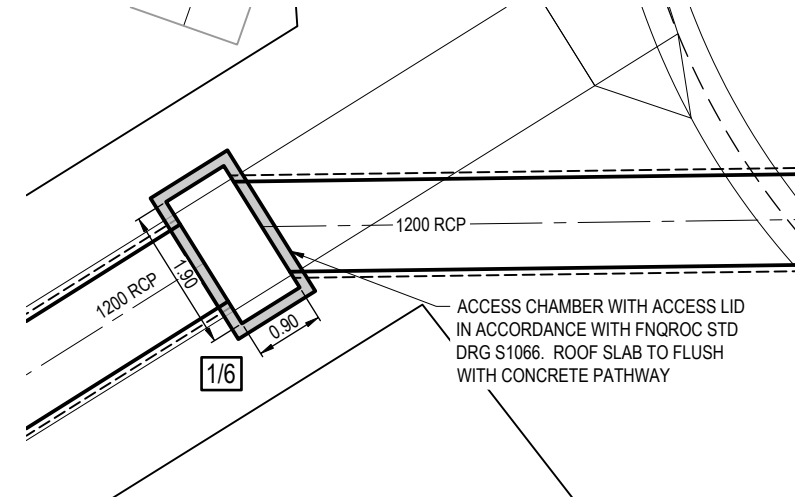 1200 RCP
1200 RCP
1.90
0.90
1/6
ACCESS CHAMBER WITH ACCESS LID
IN ACCORDANCE WITH FNQROC STD
DRG S1066. ROOF SLAB TO FLUSH
WITH CONCRETE PATHWAY